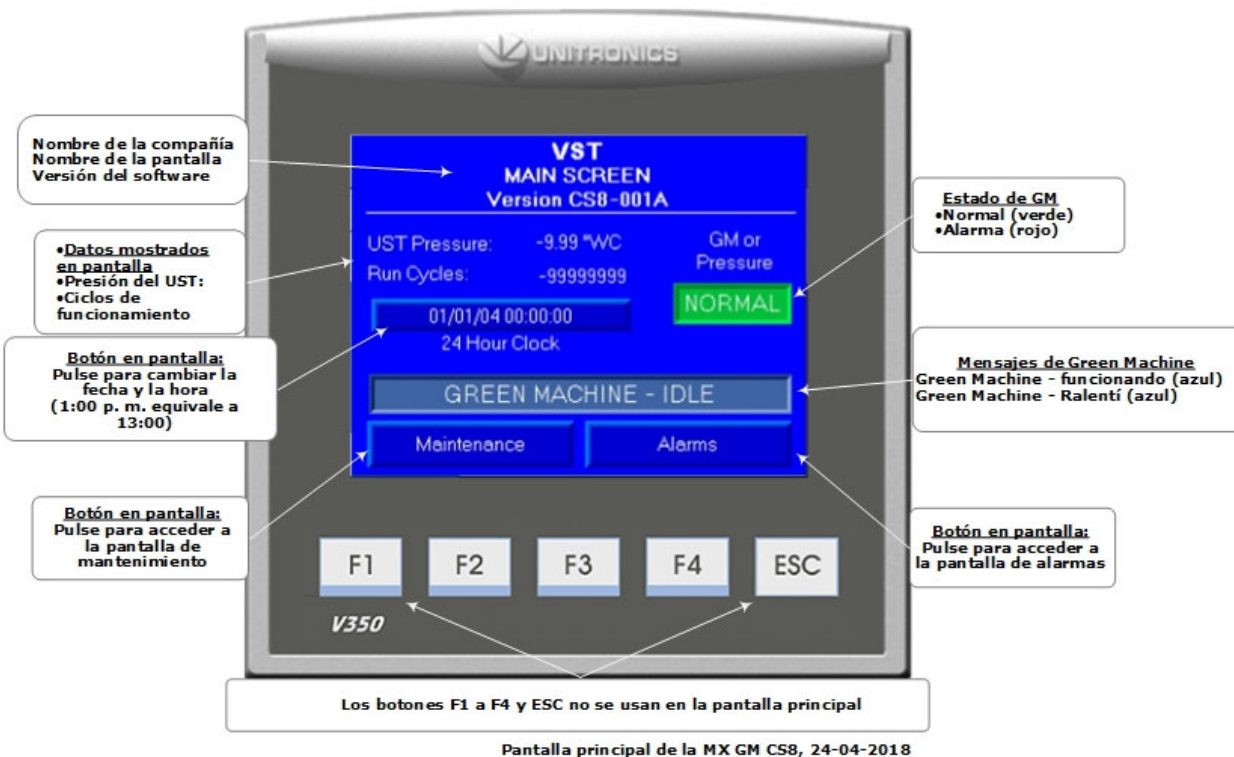 UNITRONICS
Nombre de la compañía
Nombre de la pantalla
Versión del software
VST
MAIN SCREEN
Version CS8-001A
Estado de GM
•Normal (verde)
•Alarma (rojo)
•Datos mostrados
en pantalla
•Presión del UST:
•Ciclos de
funcionamiento
UST Pressure: -9.99 "WC
Run Cycles: -99999999
GM or
Pressure
NORMAL
01/01/04 00:00:00
24 Hour Clock
Botón en pantalla:
Pulse para cambiar la
fecha y la hora
(1:00 p. m. equivale a
13:00)
Mensajes de Green Machine
Green Machine - funcionando (azul)
Green Machine - Ralentí (azul)
GREEN MACHINE - IDLE
Maintenance
Alarms
Botón en pantalla:
Pulse para acceder a
la pantalla de
mantenimiento
Botón en pantalla:
Pulse para acceder a
la pantalla de alarmas
F1 F2 F3 F4 ESC
V350
Los botones F1 a F4 y ESC no se usan en la pantalla principal
Pantalla principal de la MX GM CS8, 24-04-2018